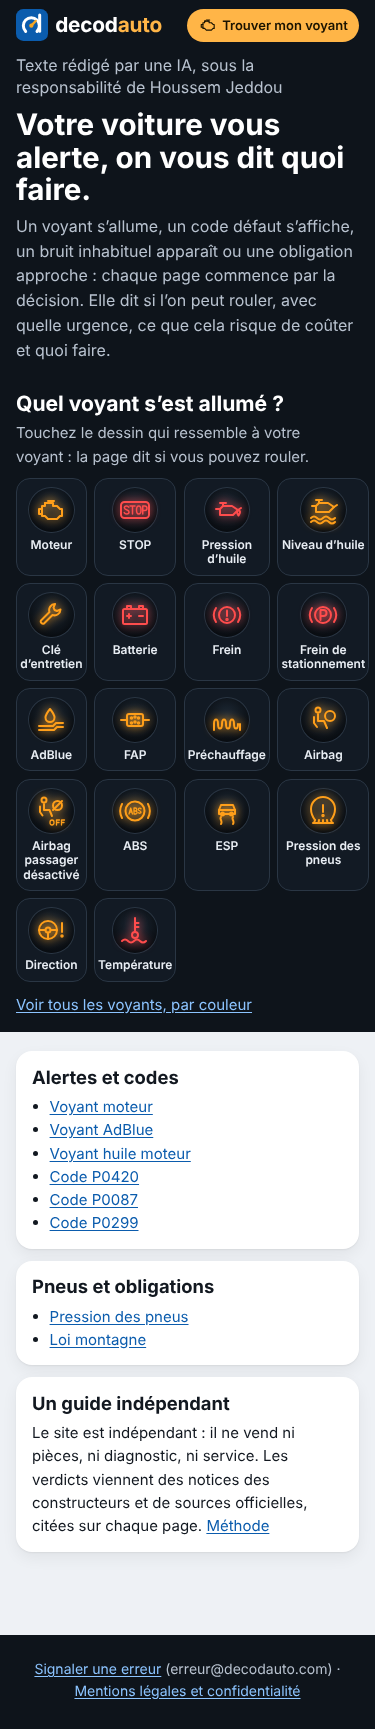 decodauto
Trouver mon voyant
Texte rédigé par une IA, sous la
responsabilité de Houssem Jeddou
Votre voiture vous
alerte, on vous dit quoi
faire.
Un voyant s’allume, un code défaut s’affiche,
un bruit inhabituel apparaît ou une obligation
approche : chaque page commence par la
décision. Elle dit si l’on peut rouler, avec
quelle urgence, ce que cela risque de coûter
et quoi faire.
Quel voyant s’est allumé ?
Touchez le dessin qui ressemble à votre
voyant : la page dit si vous pouvez rouler.
Moteur
STOP
STOP
Pression
d’huile
Niveau d’huile
Clé
d’entretien
Batterie
Frein
P
Frein de
stationnement
AdBlue
FAP
Préchauffage
Airbag
OFF
Airbag
passager
désactivé
ABS
ABS
ESP
Pression des
pneus
Direction
Température
Voir tous les voyants, par couleur
Alertes et codes
Voyant moteur
Voyant AdBlue
Voyant huile moteur
Code P0420
Code P0087
Code P0299
Pneus et obligations
Pression des pneus
Loi montagne
Un guide indépendant
Le site est indépendant : il ne vend ni
pièces, ni diagnostic, ni service. Les
verdicts viennent des notices des
constructeurs et de sources officielles,
citées sur chaque page. Méthode
Signaler une erreur (erreur@decodauto.com) ·
Mentions légales et confidentialité